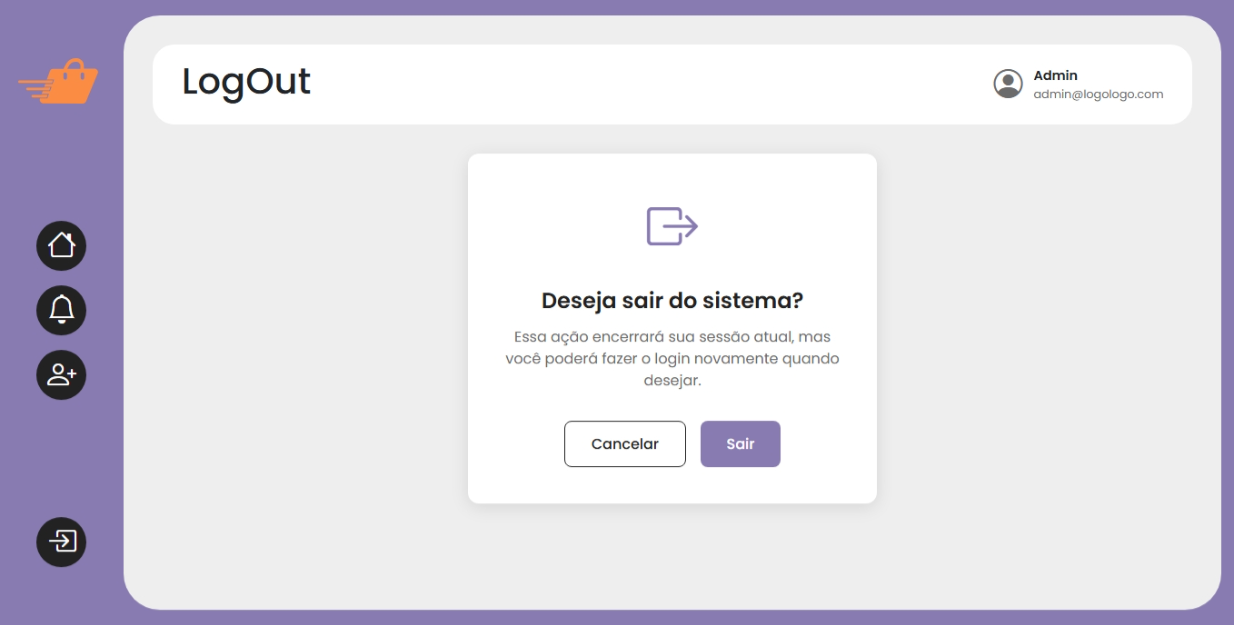 LogOut
Admin
admin@logologo.com
Deseja sair do sistema?
Essa ação encerrará sua sessão atual, mas
você poderá fazer o login novamente quando
desejar.
Cancelar
Sair